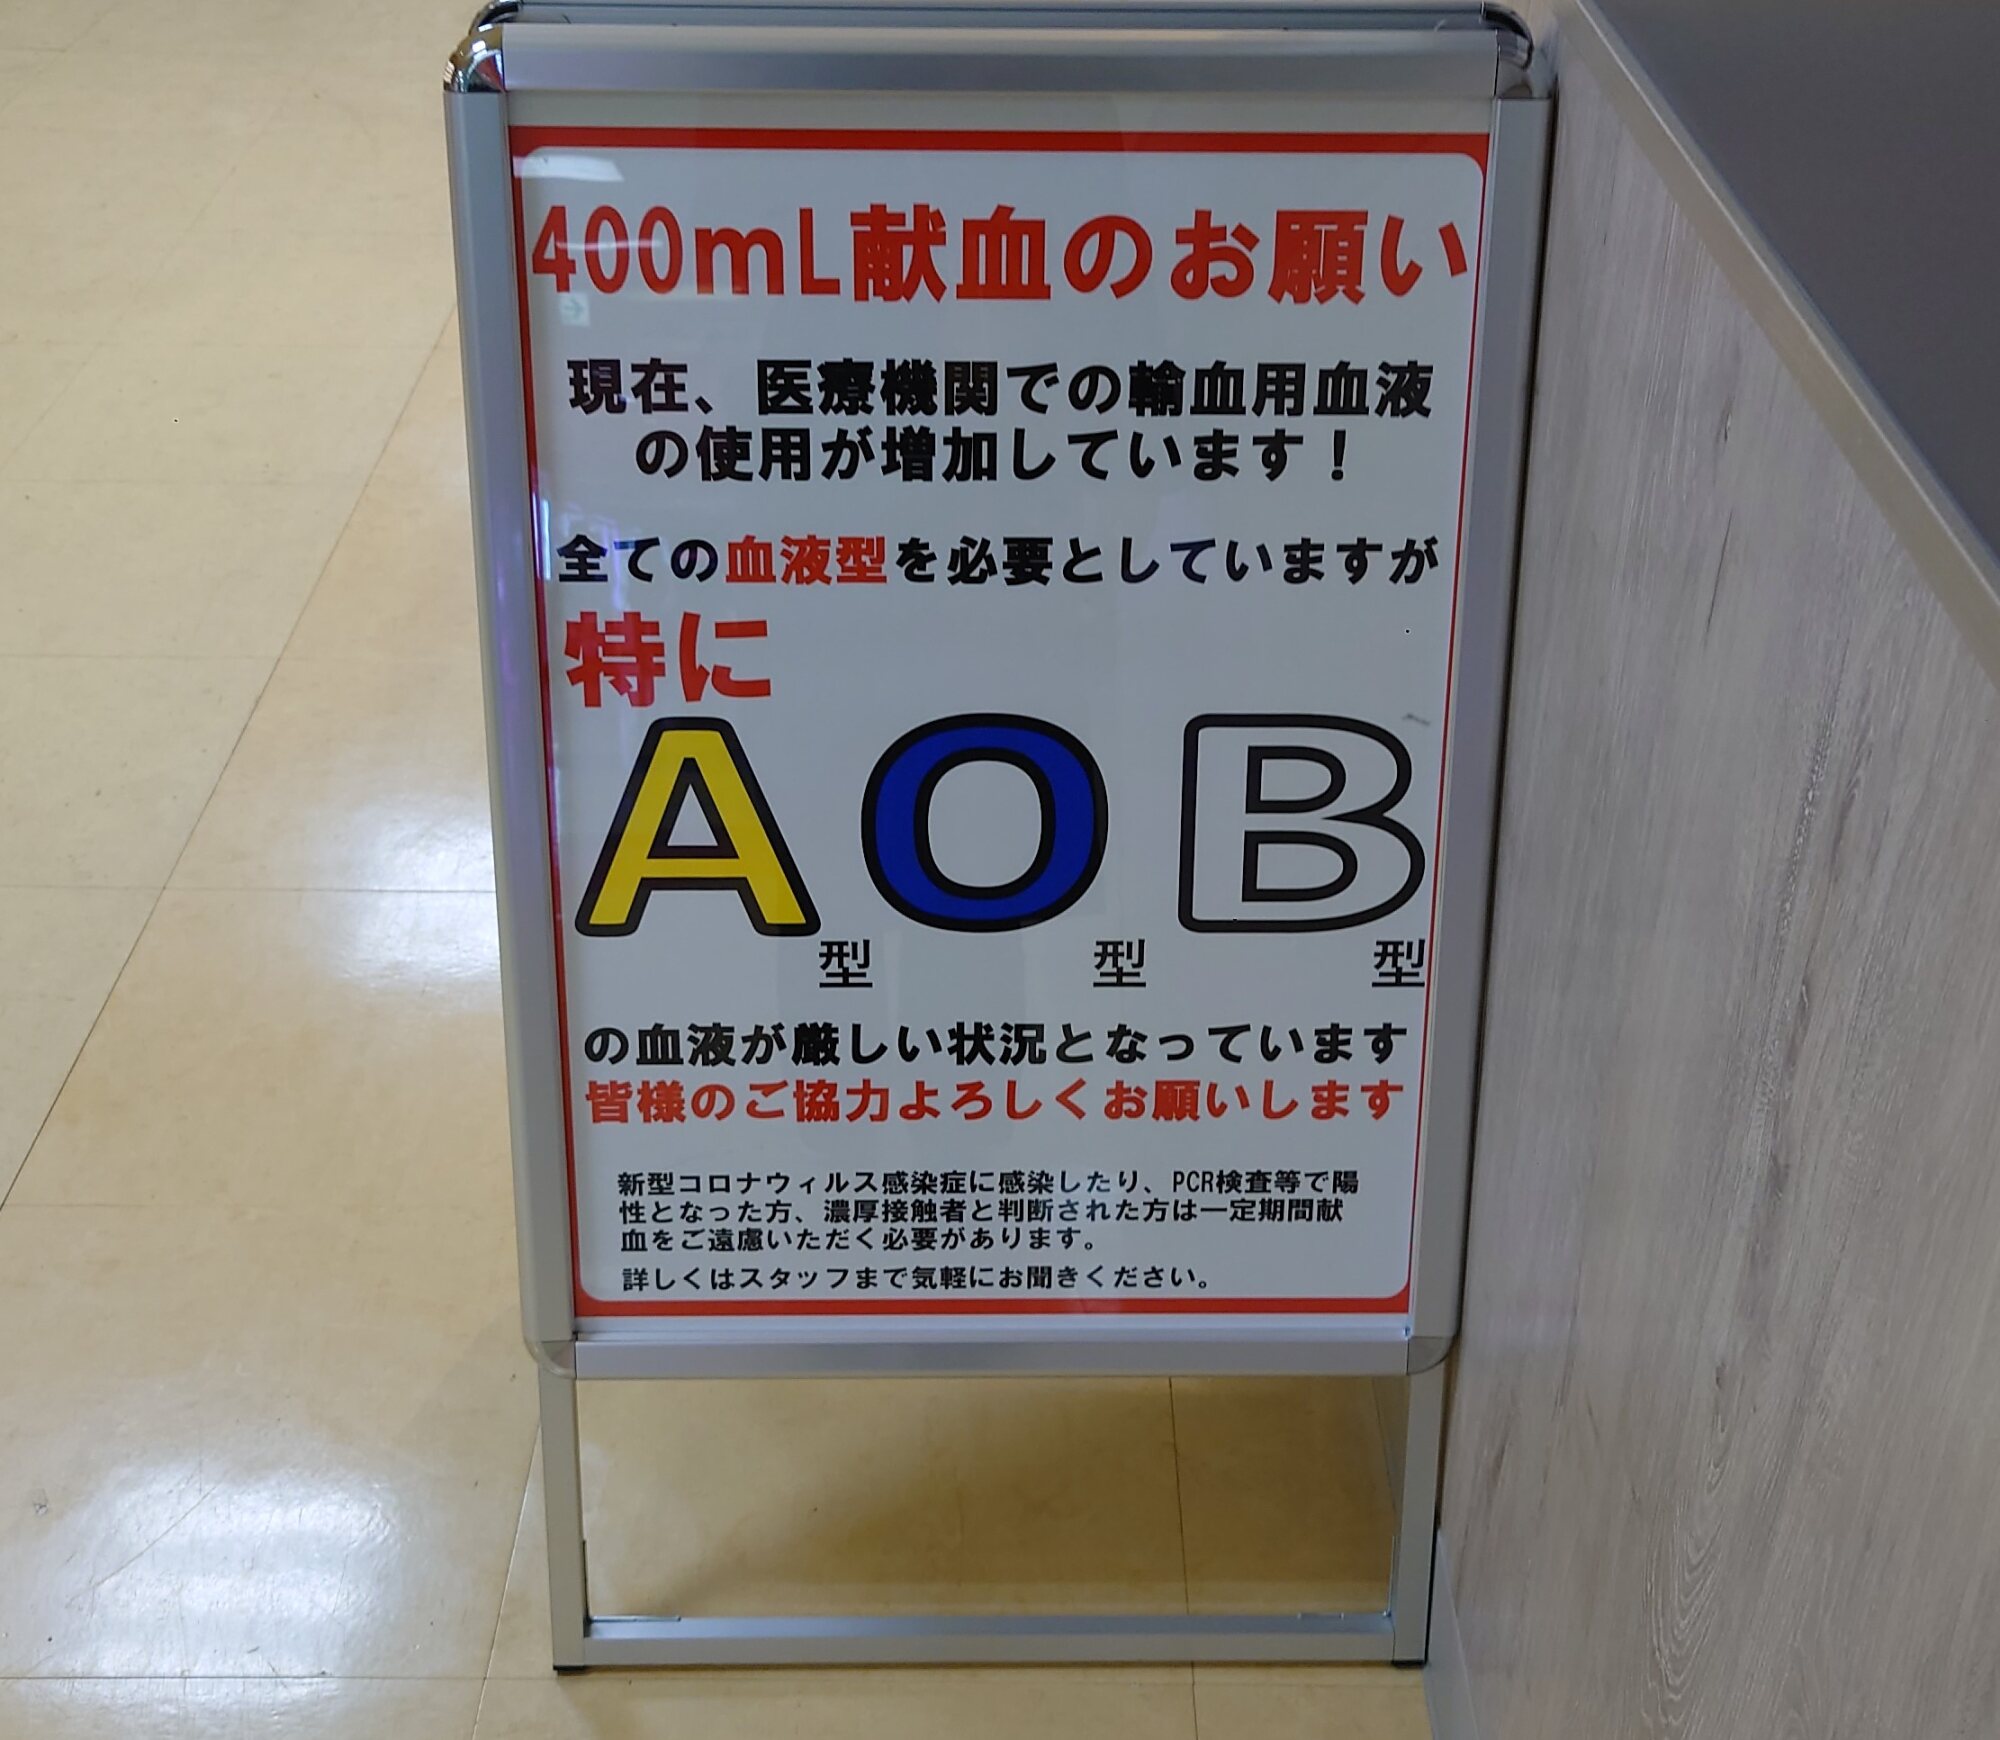 400mL献血のお願い
現在、医療機関での輸血用血液
の使用が増加しています！
全ての血液型を必要としていますが
特に
A型 O型 B型
の血液が厳しい状況となっています
皆様のご協力よろしくお願いします
新型コロナウィルス感染症に感染したり、PCR検査等で陽
性となった方、濃厚接触者と判断された方は一定期間献
血をご遠慮いただく必要があります。
詳しくはスタッフまで気軽にお聞きください。